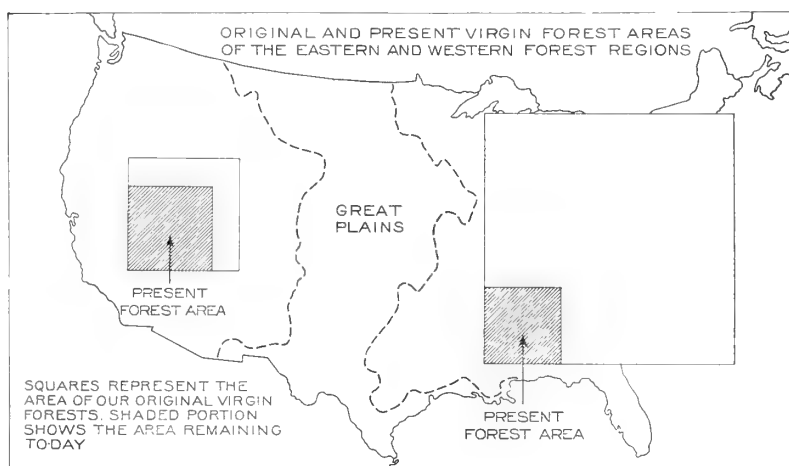 ORIGINAL AND PRESENT VIRGIN FOREST AREAS
OF THE EASTERN AND WESTERN FOREST REGIONS
GREAT
PLAINS
PRESENT
FOREST AREA
SQUARES REPRESENT THE
AREA OF OUR ORIGINAL VIRGIN
FORESTS. SHADED PORTION
SHOWS THE AREA REMAINING
TO-DAY
PRESENT
FOREST AREA